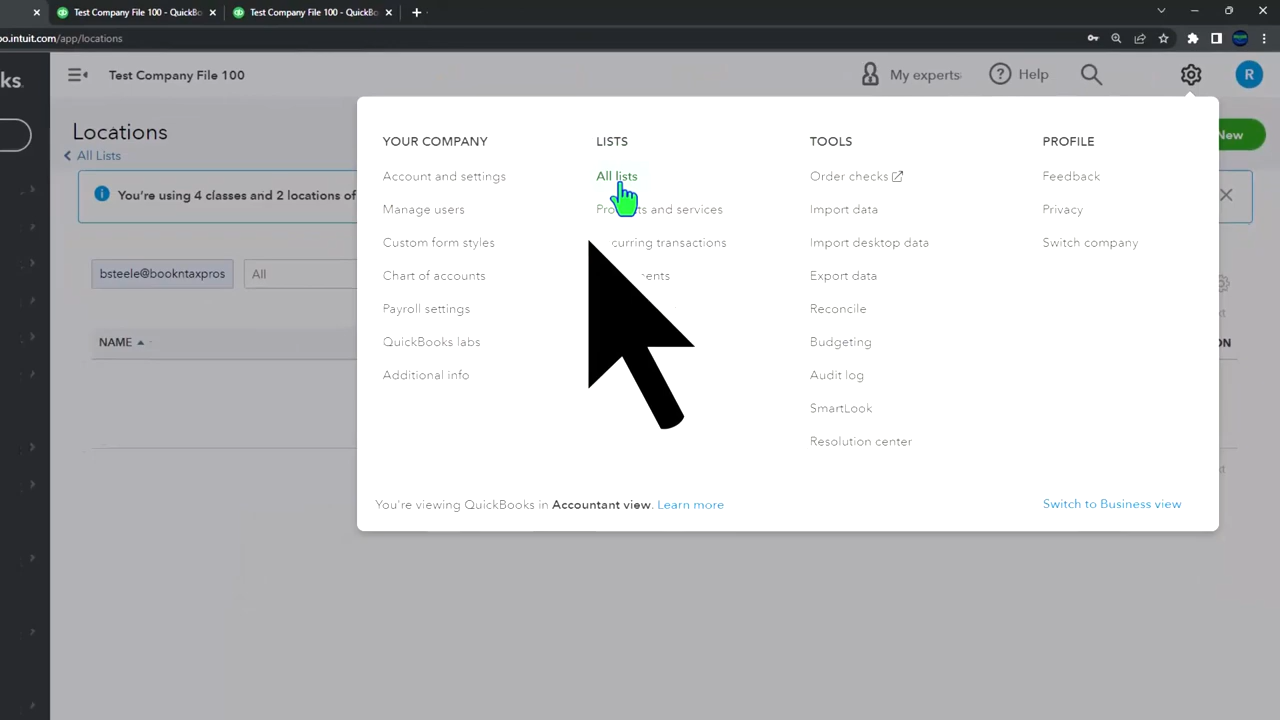 Test Company File 100 - QuickBo
Test Company File 100 - QuickBo
o.intuit.com/app/locations
ks.
Test Company File 100
My experts
Help
R
Locations
All Lists
New
You're using 4 classes and 2 locations of
bsteele@bookntaxpros
All
NAME
YOUR COMPANY
Account and settings
Manage users
Custom form styles
Chart of accounts
Payroll settings
QuickBooks labs
Additional info
LISTS
All lists
and services
curring transactions
ents
TOOLS
Order checks
Import data
Import desktop data
Export data
Reconcile
Budgeting
Audit log
SmartLook
Resolution center
PROFILE
Feedback
Privacy
Switch company
ON
You're viewing QuickBooks in Accountant view. Learn more
Switch to Business view